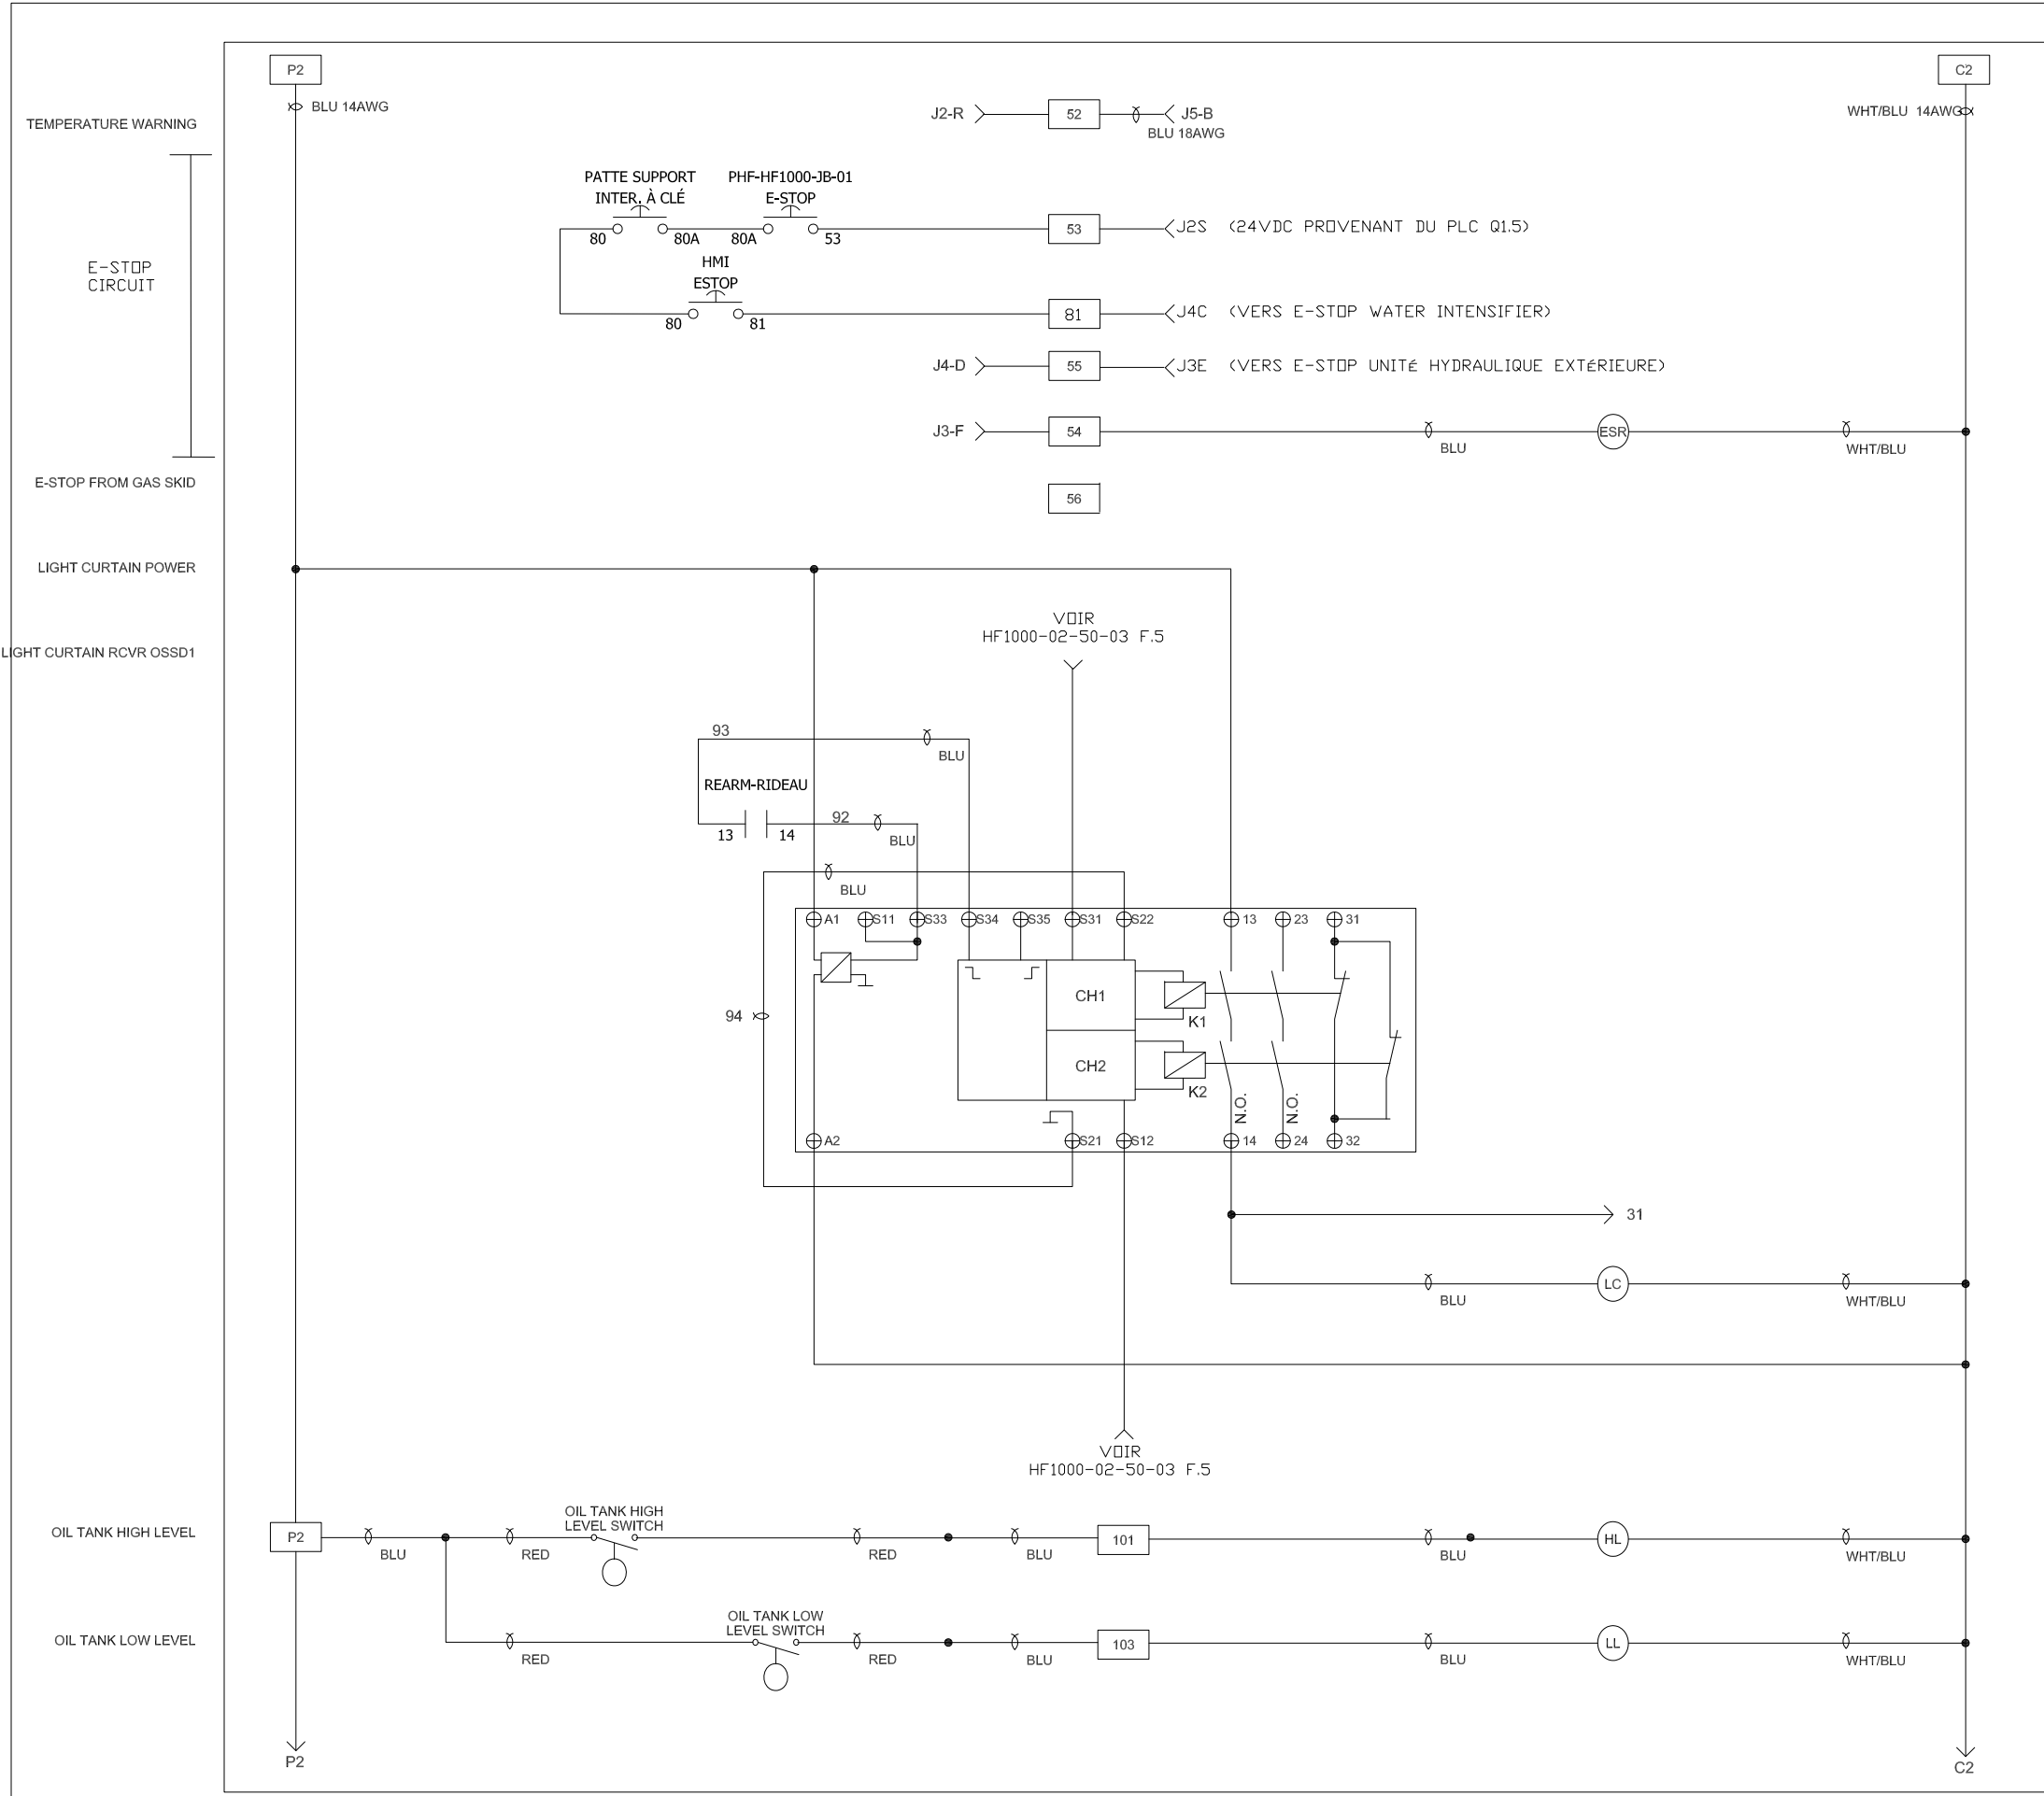 P2
C2
BLU 14AWG
WHT/BLU 14AWG
TEMPERATURE WARNING
J2-R
52
J5-B
BLU 18AWG
PATTE SUPPORT
INTER. À CLÉ
PHF-HF1000-JB-01
E-STOP
80
80A
80A
53
53
J2S (24VDC PROVENANT DU PLC Q1.5)
E-STOP
CIRCUIT
HMI
ESTOP
80
81
81
J4C (VERS E-STOP WATER INTENSIFIER)
J4-D
55
J3E (VERS E-STOP UNITÉ HYDRAULIQUE EXTÉRIEURE)
J3-F
54
BLU
ESR
WHT/BLU
E-STOP FROM GAS SKID
56
LIGHT CURTAIN POWER
VOIR
HF1000-02-50-03 F.5
LIGHT CURTAIN RCVR OSSD1
93
BLU
REARM-RIDEAU
13
14
92
BLU
BLU
A1
S11
S33
S34
S35
S31
S22
13
23
31
CH1
K1
94
CH2
K2
N.O.
N.O.
A2
S21
S12
14
24
32
31
BLU
LC
WHT/BLU
VOIR
HF1000-02-50-03 F.5
OIL TANK HIGH LEVEL
P2
BLU
RED
OIL TANK HIGH
LEVEL SWITCH
RED
BLU
101
BLU
HL
WHT/BLU
OIL TANK LOW LEVEL
RED
OIL TANK LOW
LEVEL SWITCH
RED
BLU
103
BLU
LL
WHT/BLU
P2
C2